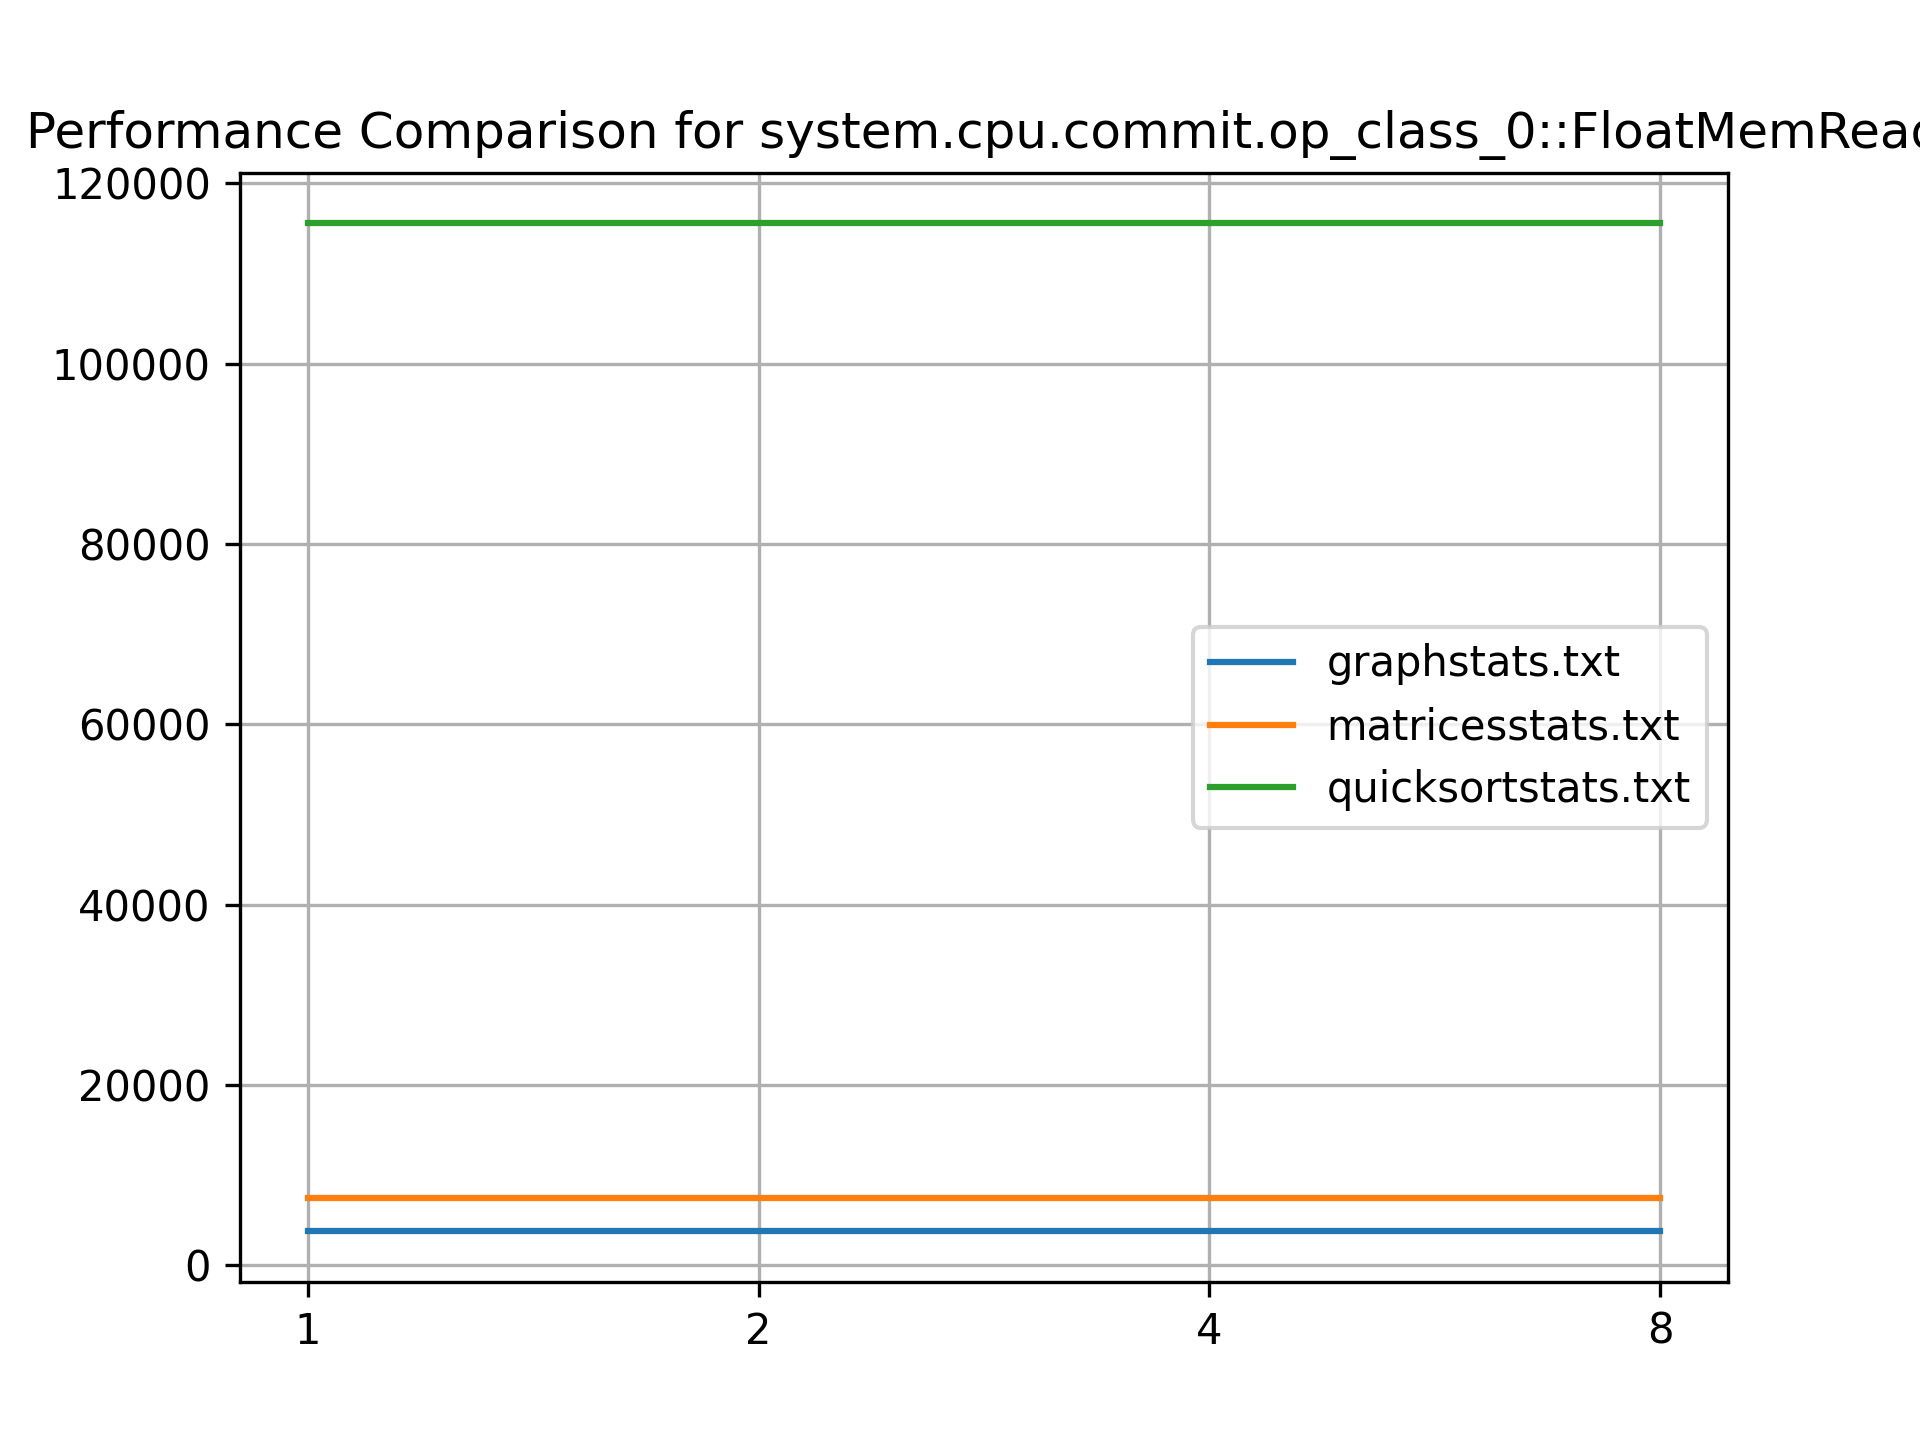 Performance Comparison for system.cpu.commit.op_class_0::FloatMemRead
120000
100000
80000
60000
40000
20000
0
graphstats.txt
matricesstats.txt
quicksortstats.txt
1 2 4 8